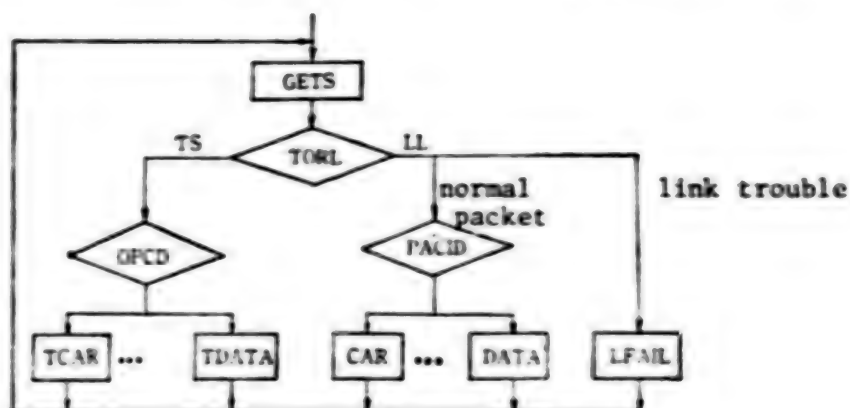 GETS
TS
TORL
LL
normal
packet
link trouble
OPCD
PACID
TCAR ... TDATA
CAR ... DATA
LFAIL